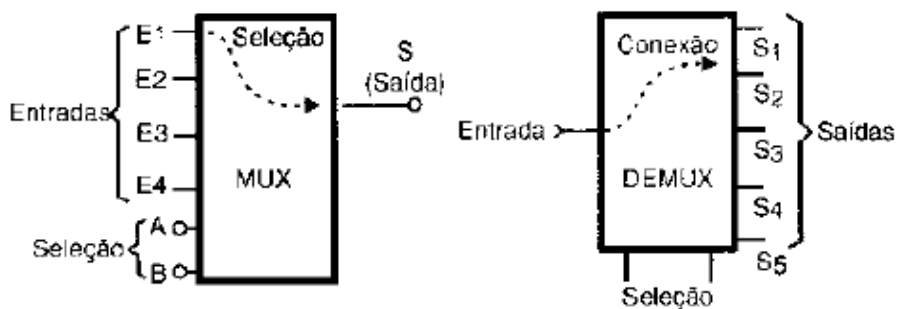 Entradas
E1
E2
E3
E4
Seleção
A
B
Seleção
MUX
S
(Saída)
Entrada
Conexão
DEMUX
Seleção
S1
S2
S3
S4
S5
Saídas